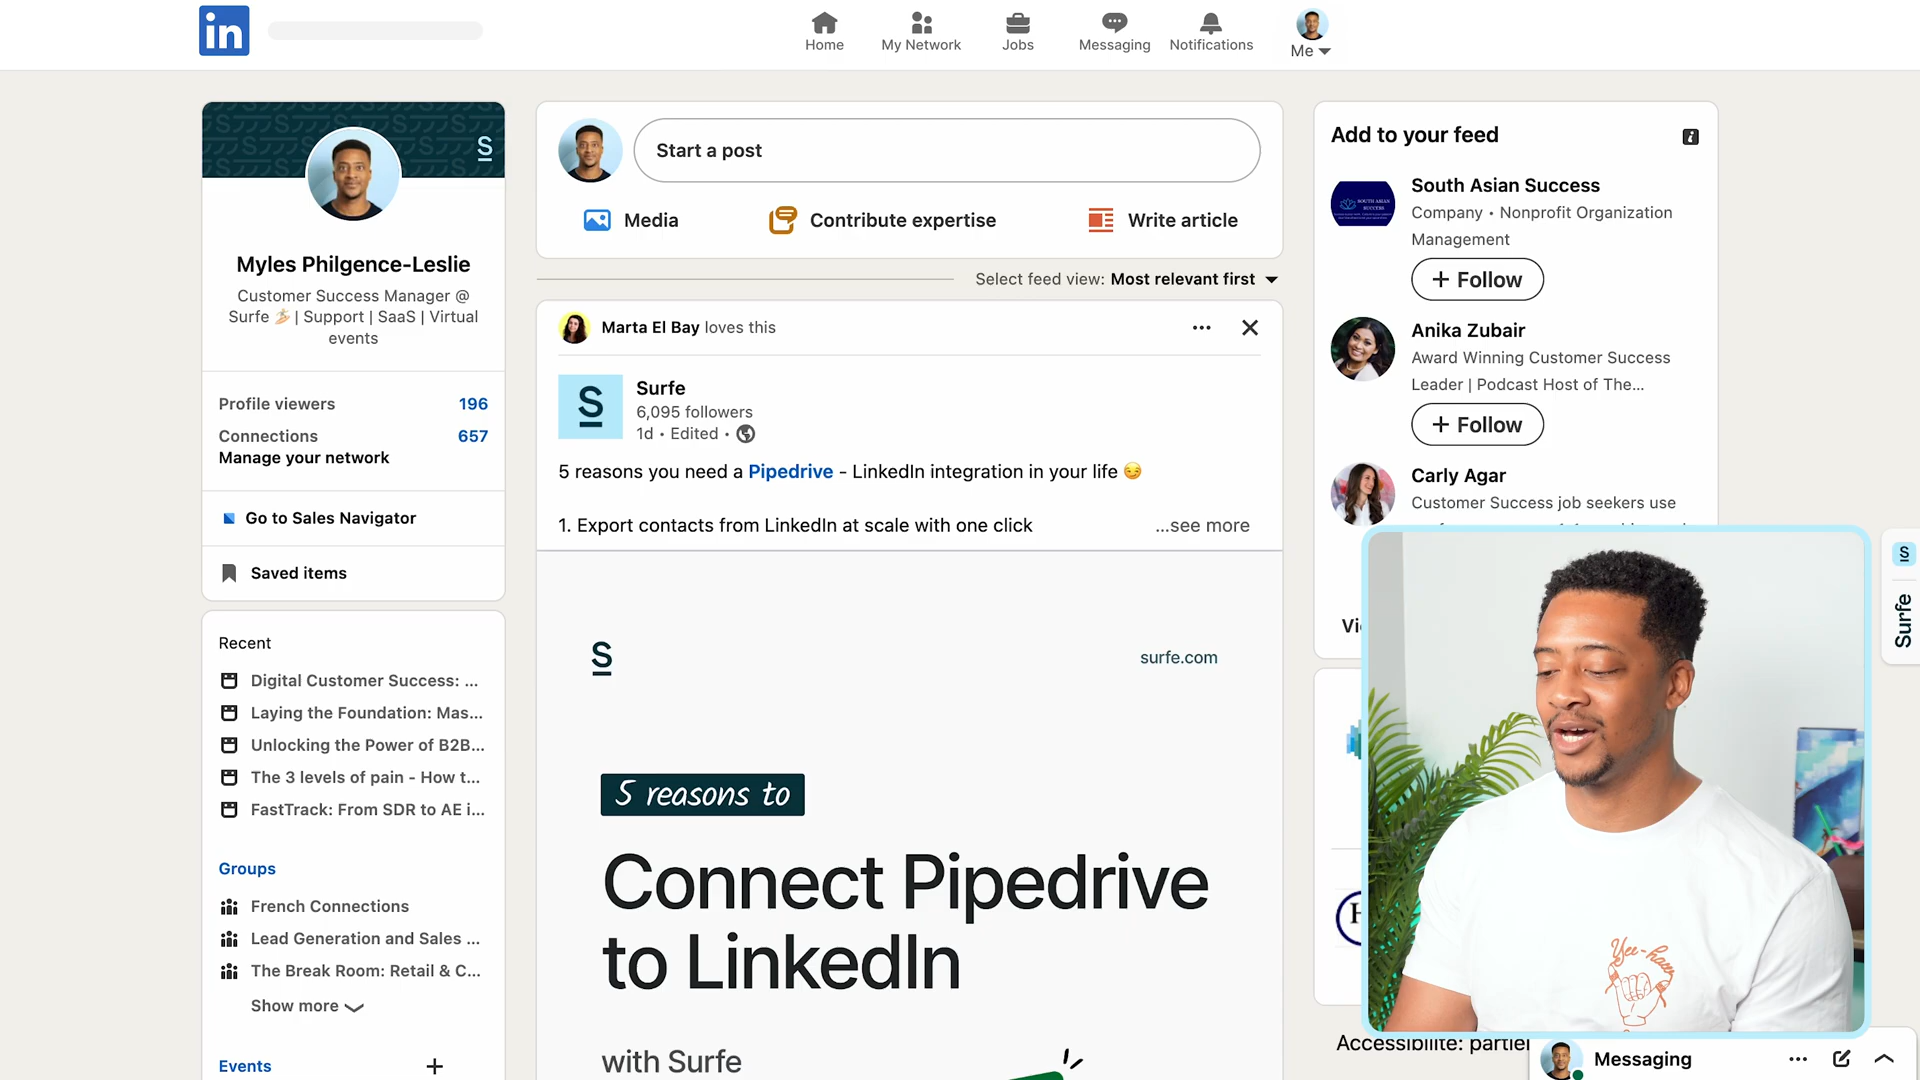 in
Home
My Network
Jobs
Messaging
Notifications
Me
S
Myles Philgence-Leslie
Customer Success Manager @
Surfe 🏄 | Support | SaaS | Virtual
events
Profile viewers 196
Connections 657
Manage your network
Go to Sales Navigator
Saved items
Recent
Digital Customer Success: ...
Laying the Foundation: Mas...
Unlocking the Power of B2B...
The 3 levels of pain - How t...
FastTrack: From SDR to AE i...
Groups
French Connections
Lead Generation and Sales ...
The Break Room: Retail & C...
Show more
Events +
Start a post
Media
Contribute expertise
Write article
Select feed view: Most relevant first
Marta El Bay loves this
S
Surfe
6,095 followers
1d • Edited •
5 reasons you need a Pipedrive - LinkedIn integration in your life 😏
1. Export contacts from LinkedIn at scale with one click ...see more
S
surfe.com
5 reasons to
Connect Pipedrive
to LinkedIn
with Surfe
Add to your feed
South Asian Success
Company • Nonprofit Organization
Management
+ Follow
Anika Zubair
Award Winning Customer Success
Leader | Podcast Host of The...
+ Follow
Carly Agar
Customer Success job seekers use
S
Surfe
Yee-haw
Messaging